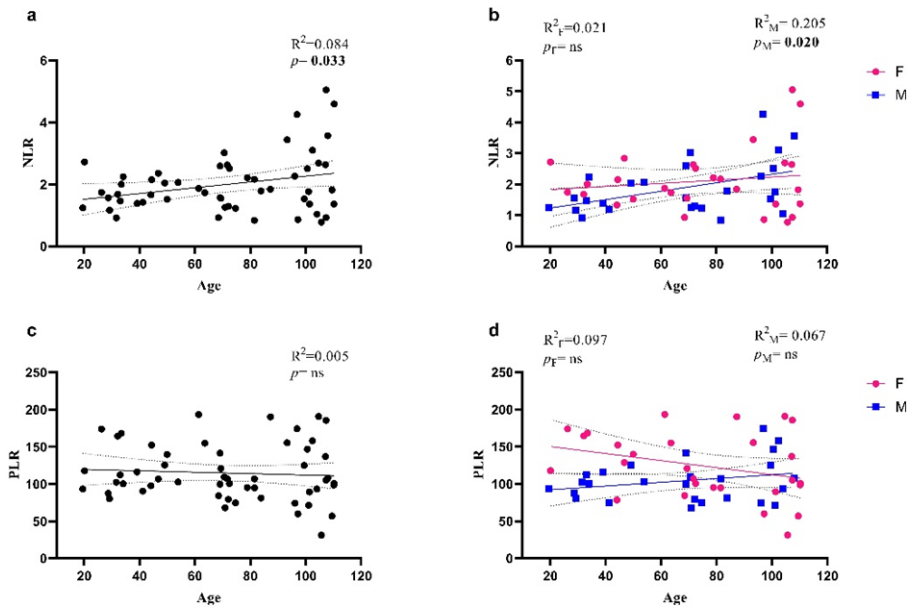 a
R²=0.084
p= 0.033
6
4
2
0
NLR
20 40 60 80 100 120
Age
b
R²F=0.021
pF= ns
R²M= 0.205
pM= 0.020
F
M
6
4
2
0
NLR
20 40 60 80 100 120
Age
c
R²=0.005
p= ns
250
200
150
100
50
0
PLR
20 40 60 80 100 120
Age
d
R²F=0.097
pF= ns
R²M= 0.067
pM= ns
F
M
250
200
150
100
50
0
PLR
20 40 60 80 100 120
Age